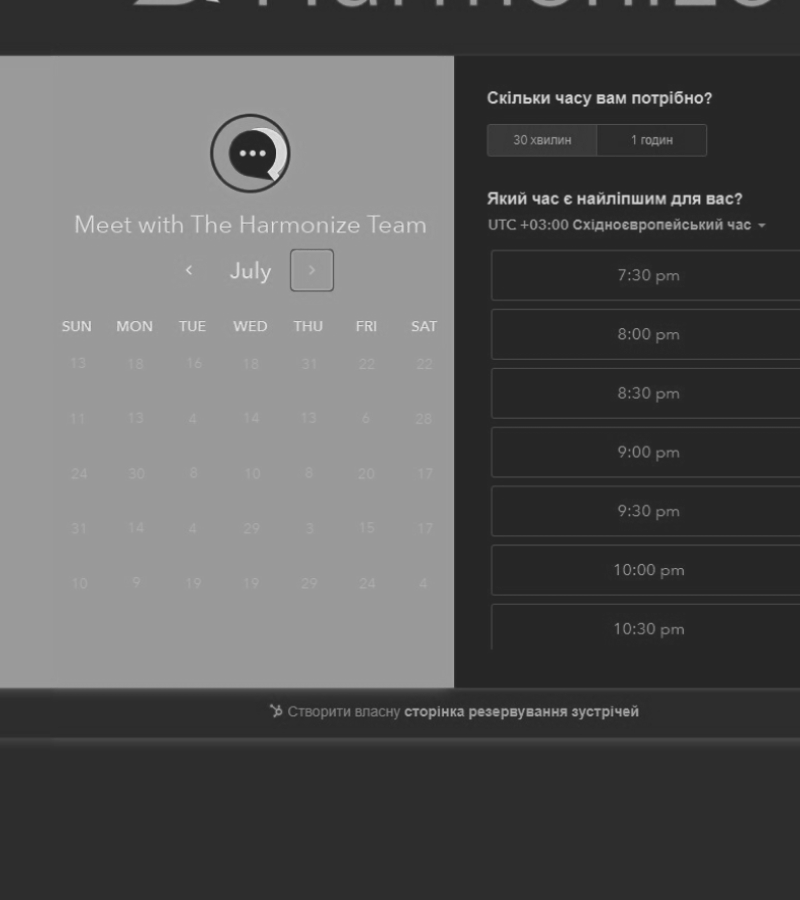 Harmonize
Meet with The Harmonize Team
‹ July ›
SUN MON TUE WED THU FRI SAT
13 18 16 18 31 22 22
11 13 4 14 13 6 28
24 30 8 10 8 20 17
31 14 4 29 3 15 17
10 9 19 19 29 24 4
Скільки часу вам потрібно?
30 хвилин 1 годин
Який час є найліпшим для вас?
UTC +03:00 Східноєвропейський час
7:30 pm
8:00 pm
8:30 pm
9:00 pm
9:30 pm
10:00 pm
10:30 pm
Створити власну сторінка резервування зустрічей